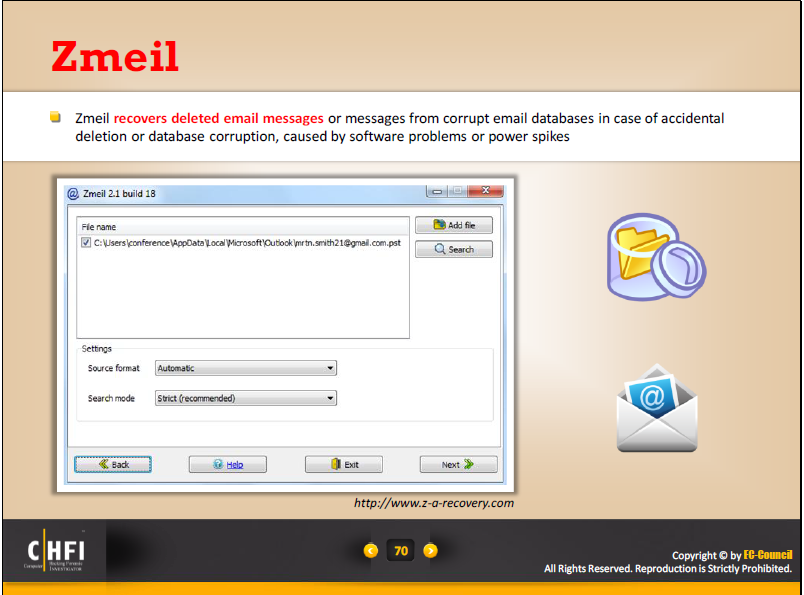 Zmeil
Zmeil recovers deleted email messages or messages from corrupt email databases in case of accidental
deletion or database corruption, caused by software problems or power spikes
Zmeil 2.1 build 18
File name
C:\Users\conference\AppData\Local\Microsoft\Outlook\mrtn.smith21@gmail.com.pst
Add file
Search
Settings
Source format Automatic
Search mode Strict (recommended)
Back Help Exit Next
http://www.z-a-recovery.com
CHFI
Computer Hacking Forensic
INVESTIGATOR
70
Copyright © by EC-Council
All Rights Reserved. Reproduction is Strictly Prohibited.